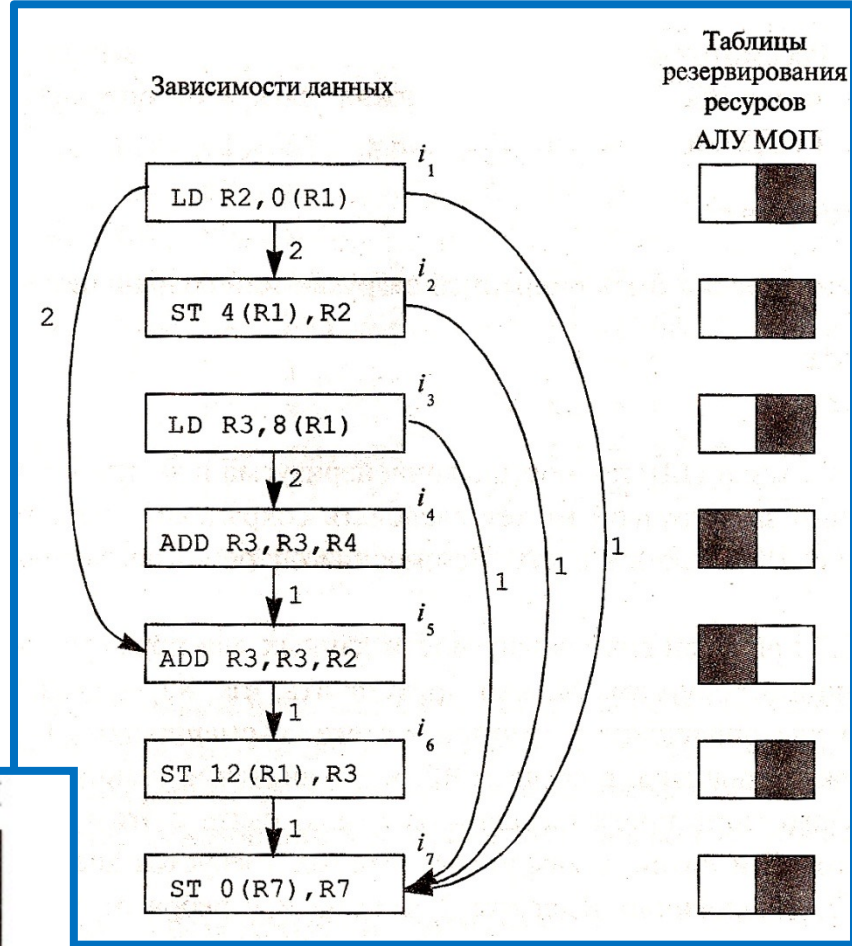 Зависимости данных
Таблицы
резервирования
ресурсов
АЛУ МОП
i1
LD R2,0(R1)
2
i2
ST 4(R1),R2
2
i3
LD R3,8(R1)
2
i4
ADD R3,R3,R4
1
1
1
1
i5
ADD R3,R3,R2
1
i6
ST 12(R1),R3
1
i7
ST 0(R7),R7